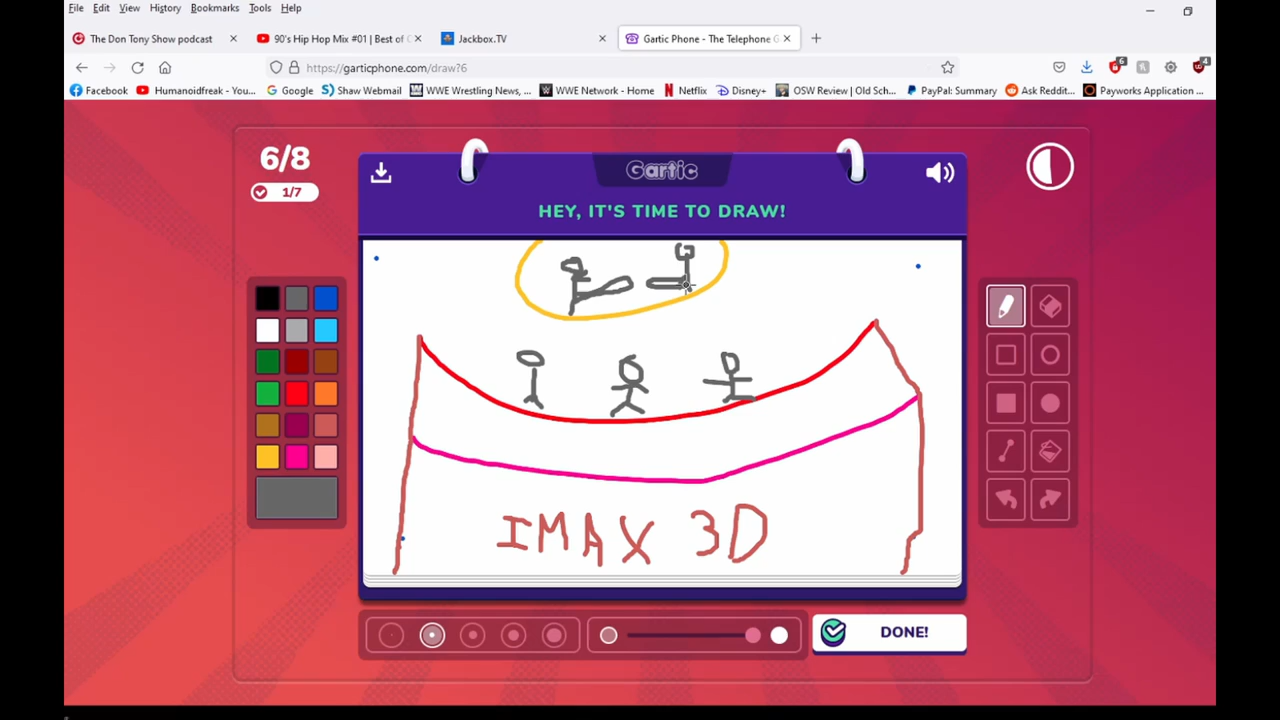 File Edit View History Bookmarks Tools Help
The Don Tony Show podcast
90's Hip Hop Mix #01 | Best of
Jackbox.TV
Gartic Phone - The Telephone G
https://garticphone.com/draw?6
6
4
Facebook
Humanoidfreak - You...
Google
Shaw Webmail
WWE Wrestling News, ...
WWE Network - Home
Netflix
Disney+
OSW Review | Old Sch...
PayPal: Summary
Ask Reddit...
Payworks Application ...
6/8
1/7
Gartic
HEY, IT'S TIME TO DRAW!
IMAX 3D
DONE!